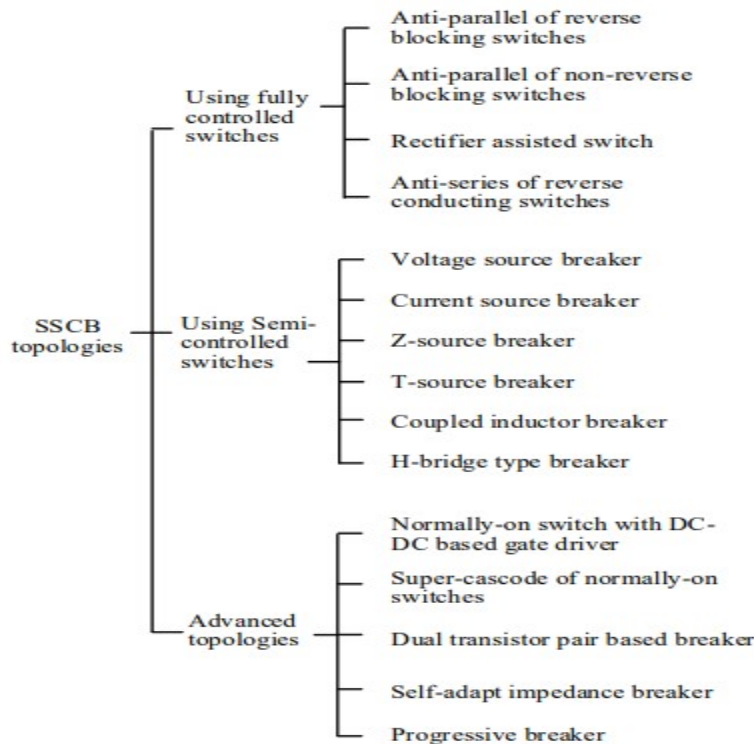 SSCB
topologies
Using fully
controlled
switches
Anti-parallel of reverse
blocking switches
Anti-parallel of non-reverse
blocking switches
Rectifier assisted switch
Anti-series of reverse
conducting switches
Using Semi-
controlled
switches
Voltage source breaker
Current source breaker
Z-source breaker
T-source breaker
Coupled inductor breaker
H-bridge type breaker
Advanced
topologies
Normally-on switch with DC-
DC based gate driver
Super-cascode of normally-on
switches
Dual transistor pair based breaker
Self-adapt impedance breaker
Progressive breaker